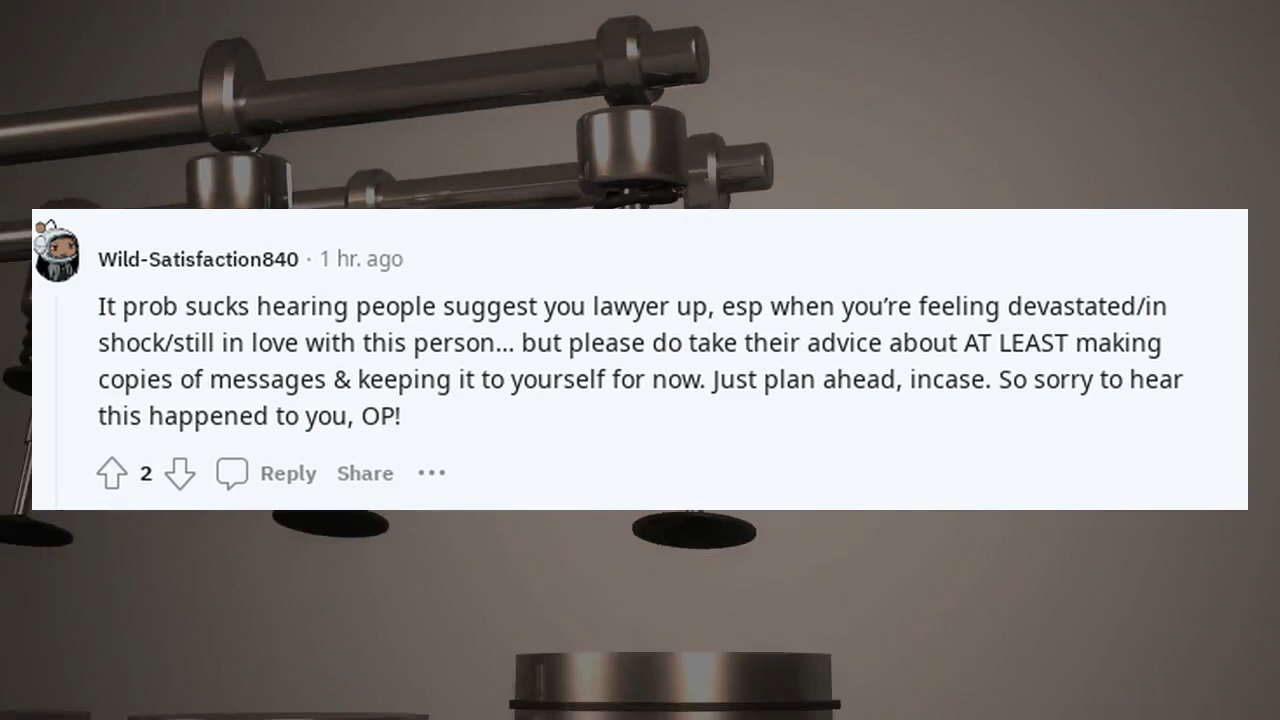 Wild-Satisfaction840 · 1 hr. ago
It prob sucks hearing people suggest you lawyer up, esp when you’re feeling devastated/in
shock/still in love with this person... but please do take their advice about AT LEAST making
copies of messages & keeping it to yourself for now. Just plan ahead, incase. So sorry to hear
this happened to you, OP!
2 Reply Share ···